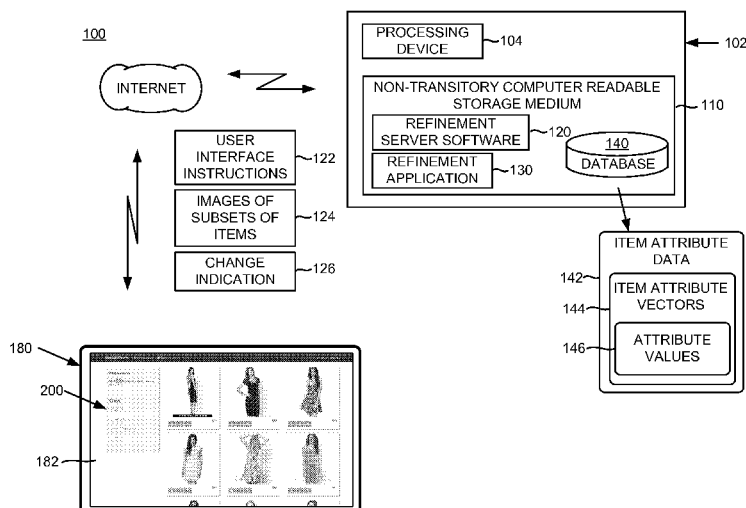 100
INTERNET
PROCESSING
DEVICE
104
102
NON-TRANSITORY COMPUTER READABLE
STORAGE MEDIUM
110
REFINEMENT
SERVER SOFTWARE
120
REFINEMENT
APPLICATION
130
140
DATABASE
USER
INTERFACE
INSTRUCTIONS
122
IMAGES OF
SUBSETS OF
ITEMS
124
CHANGE
INDICATION
126
ITEM ATTRIBUTE
DATA
142
ITEM ATTRIBUTE
VECTORS
144
ATTRIBUTE
VALUES
146
180
200
182